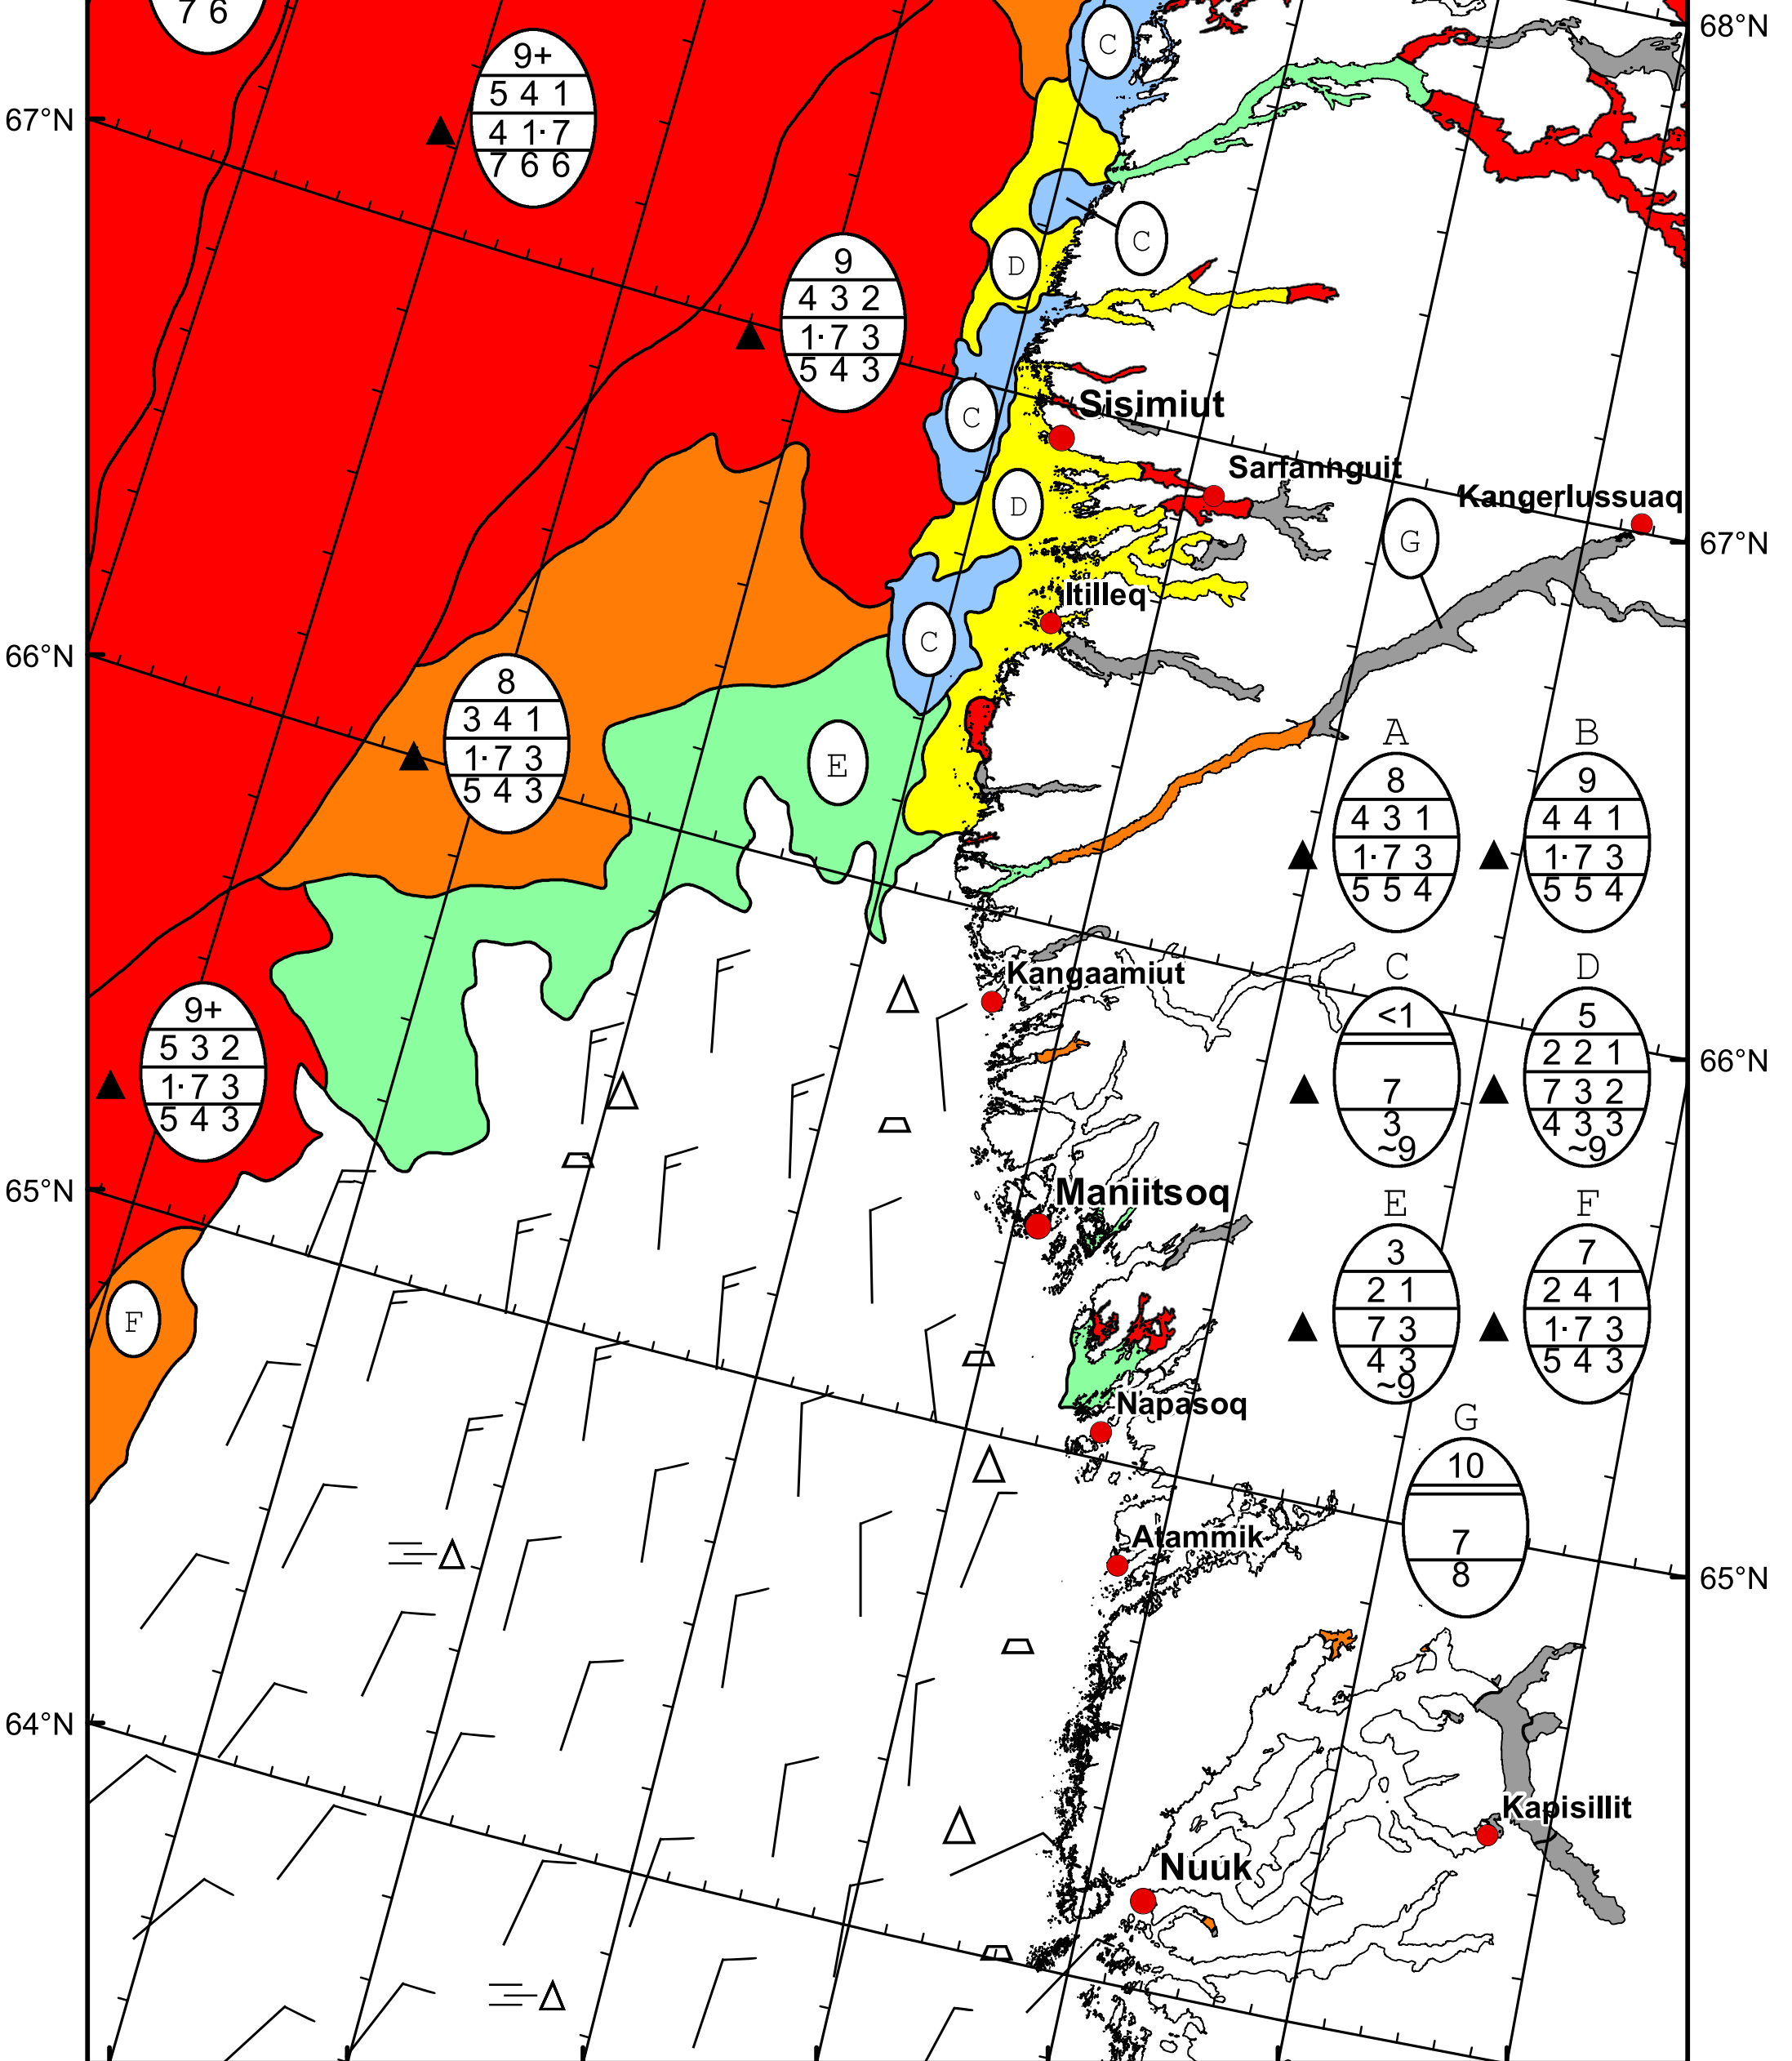 7 6
68°N
C
9+
5 4 1
4 1· 7
7 6 6
67°N
C
D
9
4 3 2
1· 7 3
5 4 3
Sisimiut
C
Sarfannguit
Kangerlussuaq
D
G
67°N
Itilleq
C
66°N
8
3 4 1
1· 7 3
5 4 3
E
A
8
4 3 1
1· 7 3
5 5 4
B
9
4 4 1
1· 7 3
5 5 4
Kangaamiut
C
<1
7
3
~9
D
5
2 2 1
7 3 2
4 3 3
~9
9+
5 3 2
1· 7 3
5 4 3
66°N
65°N
Maniitsoq
E
3
2 1
7 3
4 3
~9
F
7
2 4 1
1· 7 3
5 4 3
F
Napasoq
G
10
7
8
Atammik
65°N
64°N
Kapisillit
Nuuk